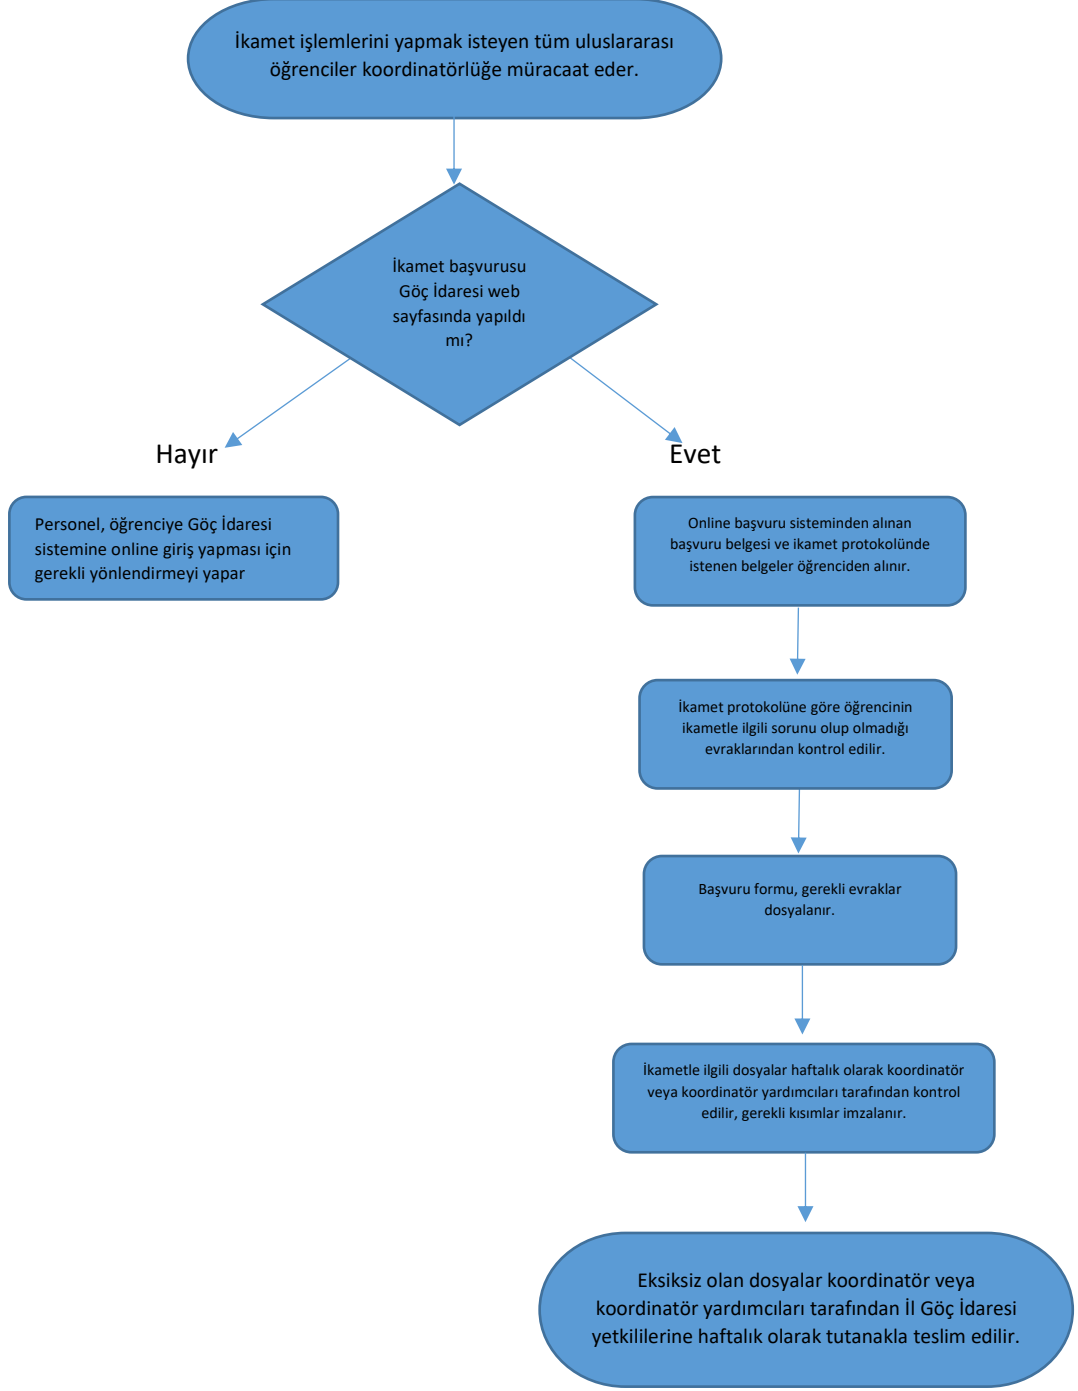 İkamet işlemlerini yapmak isteyen tüm uluslararası
öğrenciler koordinatörlüğe müracaat eder.
İkamet başvurusu
Göç İdaresi web
sayfasında yapıldı
mı?
Hayır
Evet
Personel, öğrenciye Göç İdaresi
sistemine online giriş yapması için
gerekli yönlendirmeyi yapar
Online başvuru sisteminden alınan
başvuru belgesi ve ikamet protokolünde
istenen belgeler öğrenciden alınır.
İkamet protokolüne göre öğrencinin
ikametle ilgili sorunu olup olmadığı
evraklarından kontrol edilir.
Başvuru formu, gerekli evraklar
dosyalanır.
İkametle ilgili dosyalar haftalık olarak koordinatör
veya koordinatör yardımcıları tarafından kontrol
edilir, gerekli kısımlar imzalanır.
Eksiksiz olan dosyalar koordinatör veya
koordinatör yardımcıları tarafından İl Göç İdaresi
yetkililerine haftalık olarak tutanakla teslim edilir.